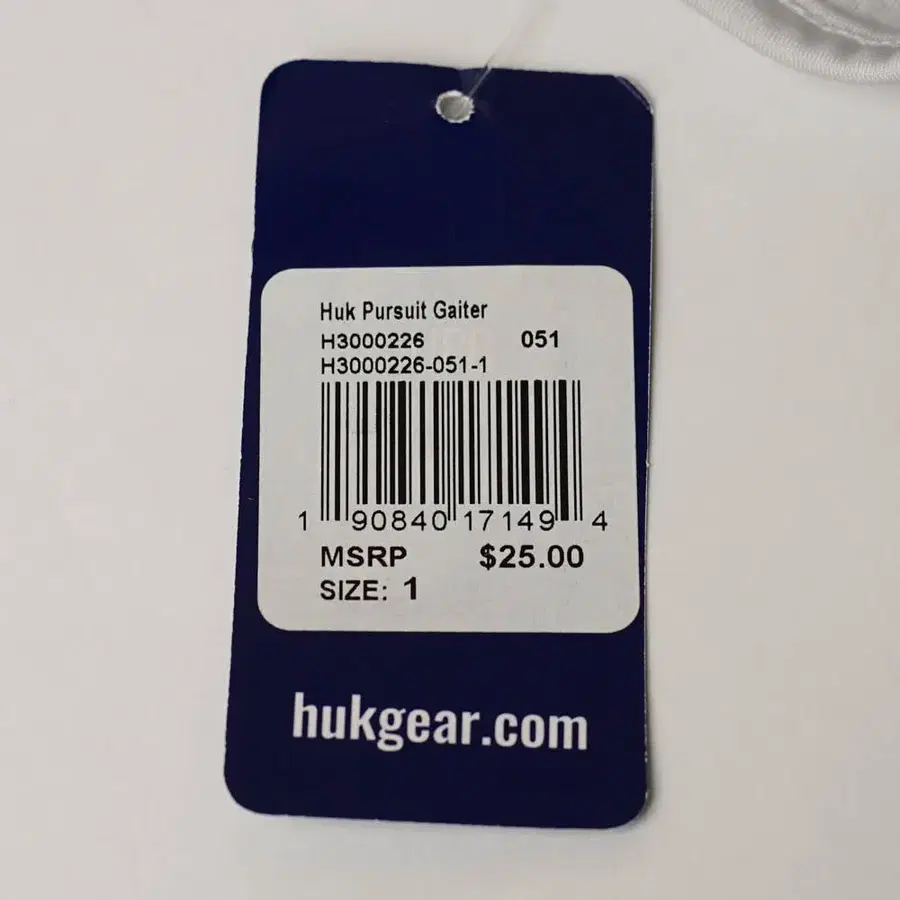 Huk Pursuit Gaiter
H3000226 051
H3000226-051-1
1 90840 17149 4
MSRP $25.00
SIZE: 1
hukgear.com